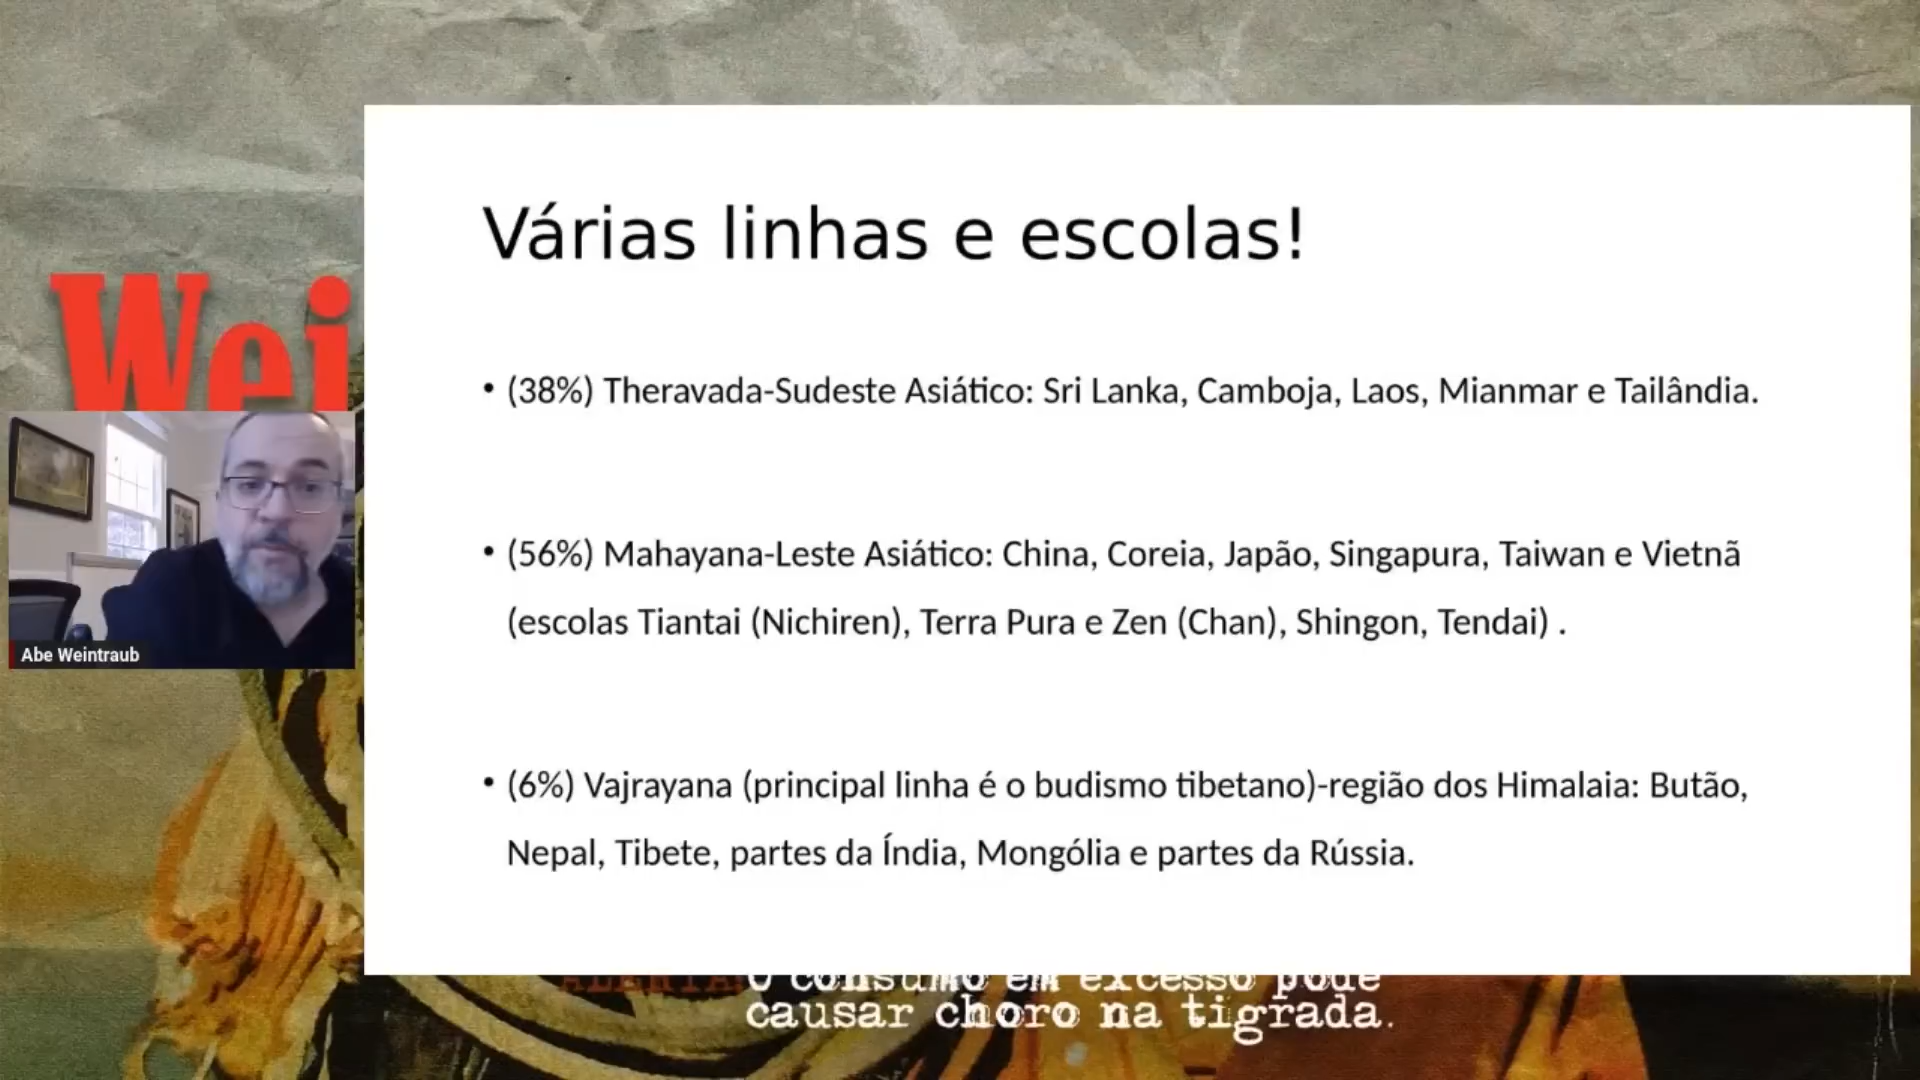 Várias linhas e escolas!
• (38%) Theravada-Sudeste Asiático: Sri Lanka, Camboja, Laos, Mianmar e Tailândia.
• (56%) Mahayana-Leste Asiático: China, Coreia, Japão, Singapura, Taiwan e Vietnã
(escolas Tiantai (Nichiren), Terra Pura e Zen (Chan), Shingon, Tendai) .
• (6%) Vajrayana (principal linha é o budismo tibetano)-região dos Himalaia: Butão,
Nepal, Tibete, partes da Índia, Mongólia e partes da Rússia.
Wei
Abe Weintraub
ALERTA: O consumo em excesso pode
causar choro na tigrada.